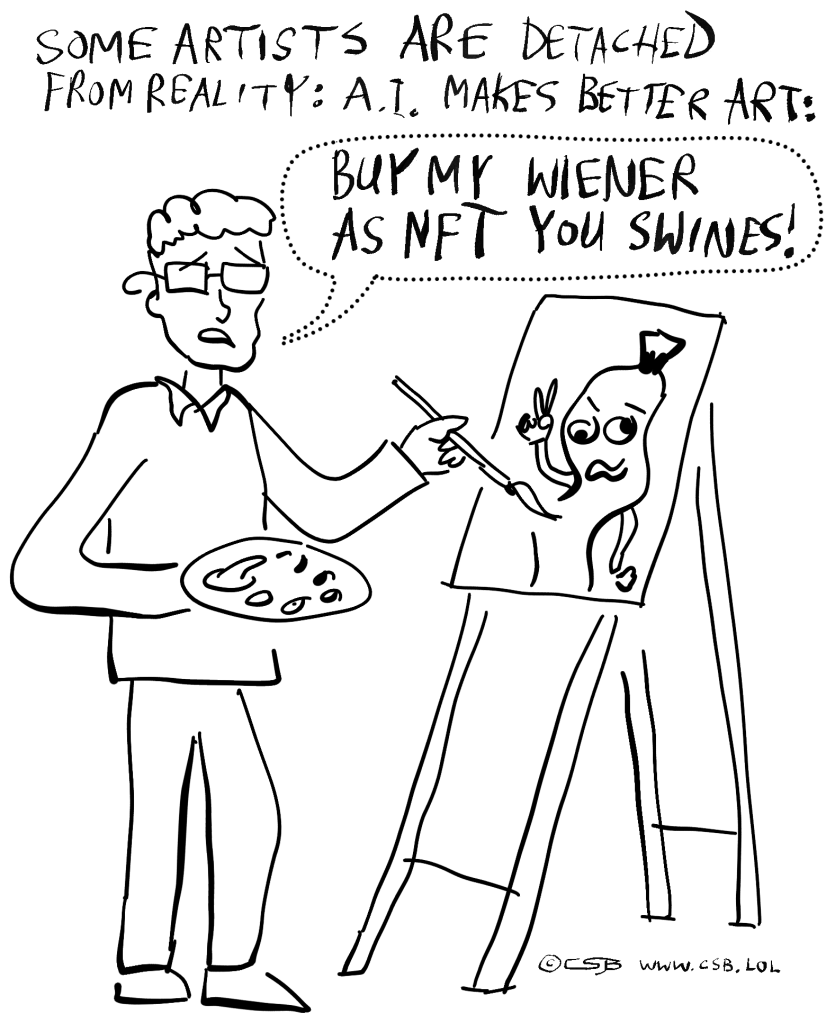 SOME ARTISTS ARE DETACHED
FROM REALITY: A.I. MAKES BETTER ART:
BUY MY WIENER
AS NFT YOU SWINES!
©CSB WWW.CSB.LOL